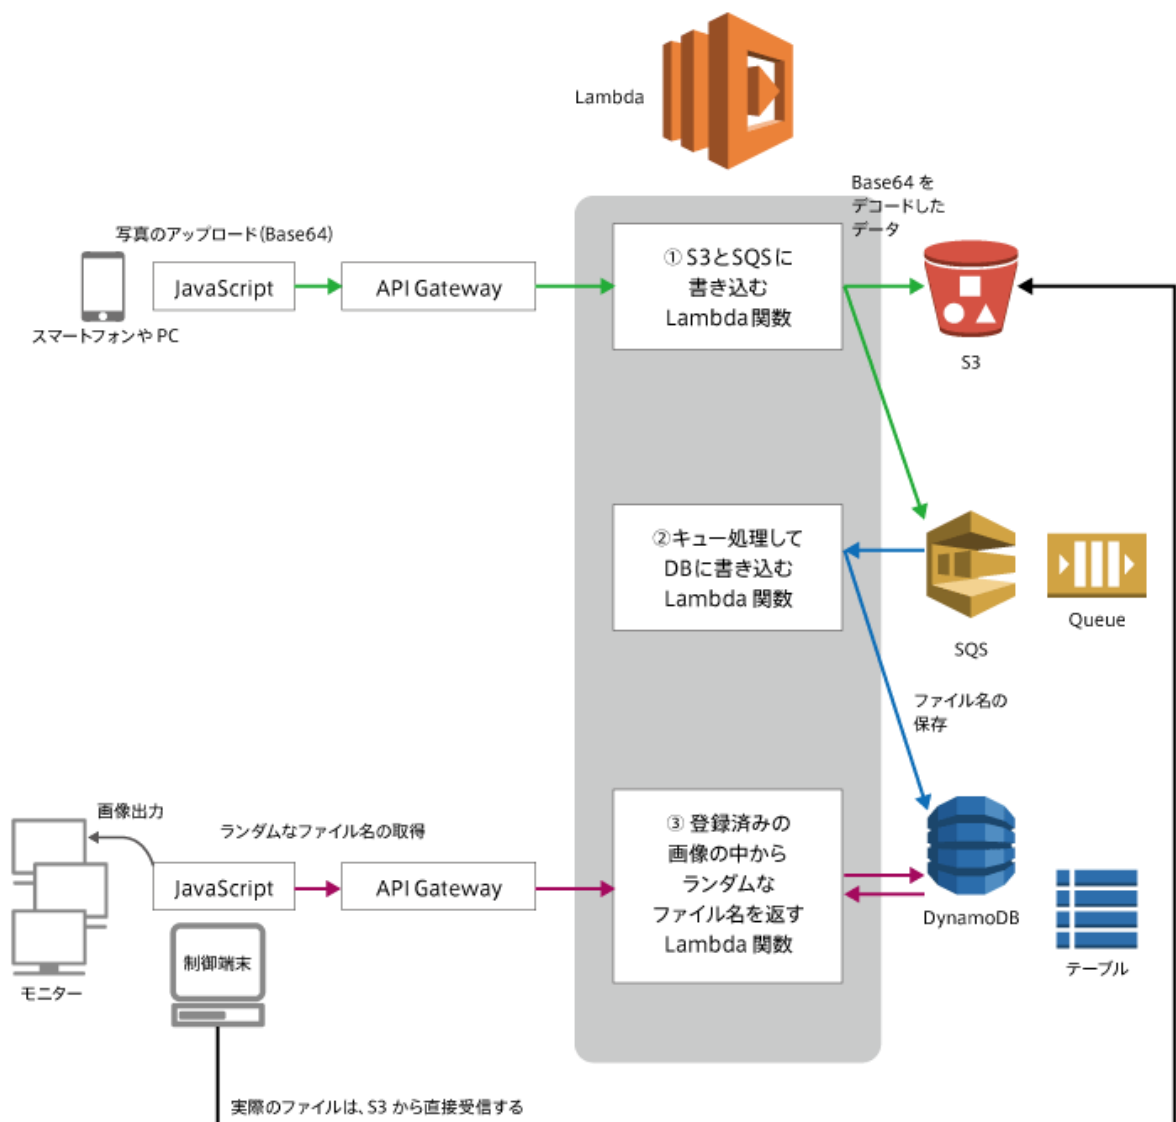 Lambda
Base64 を
デコードした
データ
写真のアップロード(Base64)
JavaScript
API Gateway
① S3とSQSに
書き込む
Lambda 関数
スマートフォンや PC
S3
②キュー処理して
DBに書き込む
Lambda 関数
Queue
SQS
ファイル名の
保存
画像出力
ランダムなファイル名の取得
JavaScript
API Gateway
③ 登録済みの
画像の中から
ランダムな
ファイル名を返す
Lambda 関数
DynamoDB
制御端末
モニター
テーブル
実際のファイルは、S3 から直接受信する